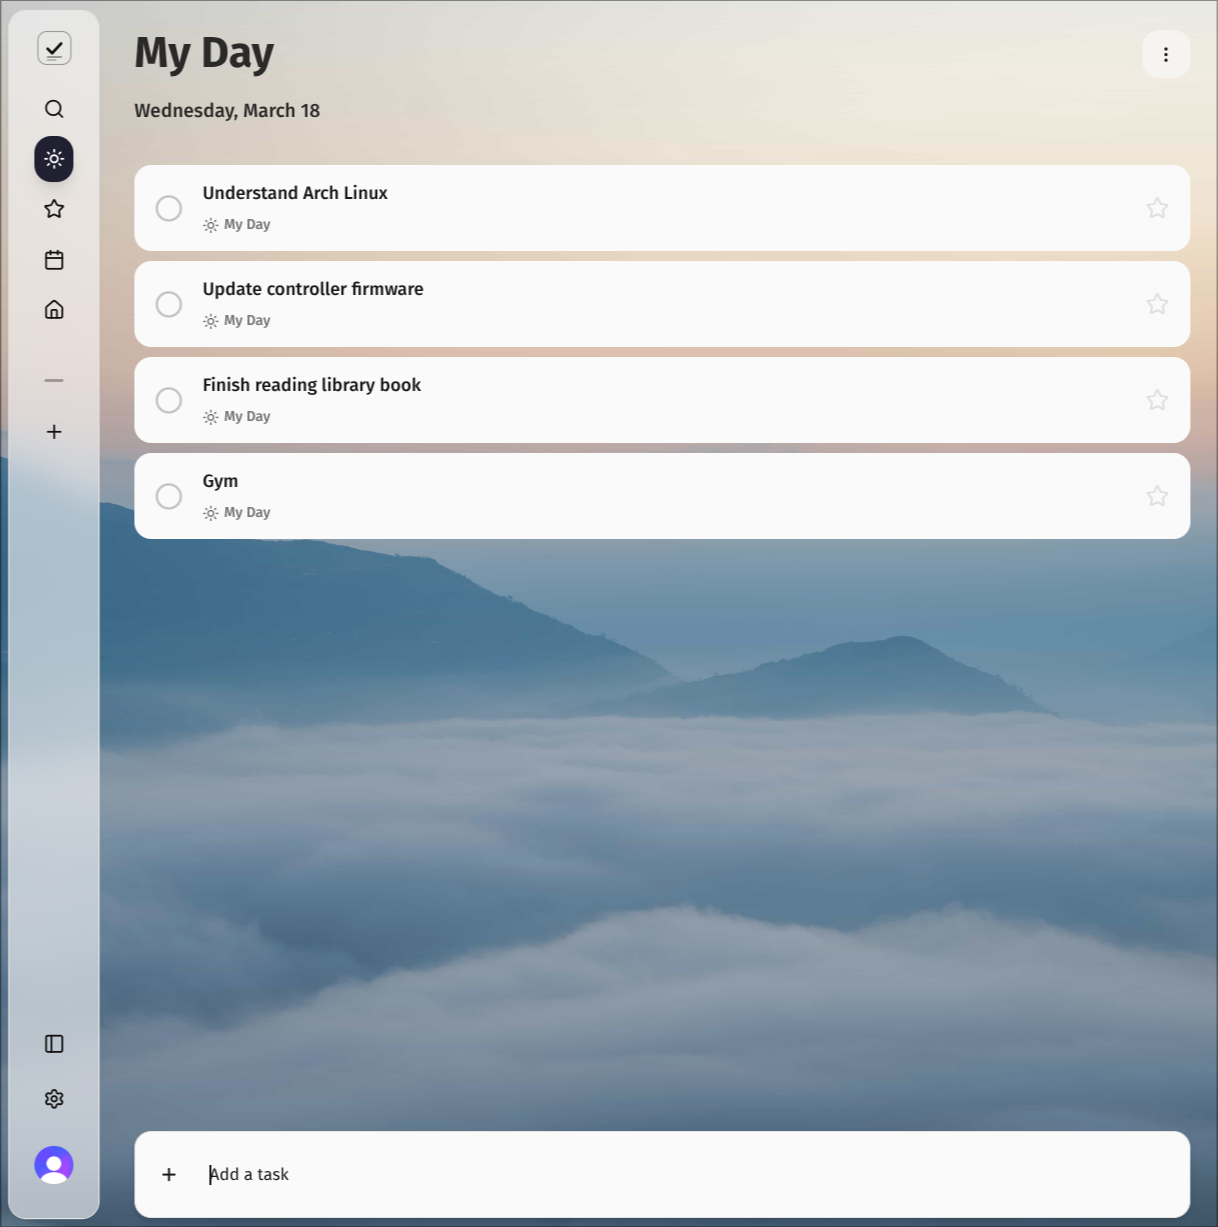 My Day
Wednesday, March 18
Understand Arch Linux
My Day
Update controller firmware
My Day
Finish reading library book
My Day
Gym
My Day
Add a task